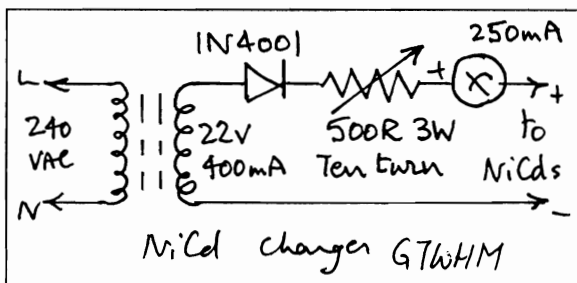 1N4001
250mA
L
240
VAC
N
22V
400mA
500R 3W
Ten turn
+
X
+
to
NiCds
-
NiCd charger G7WHM